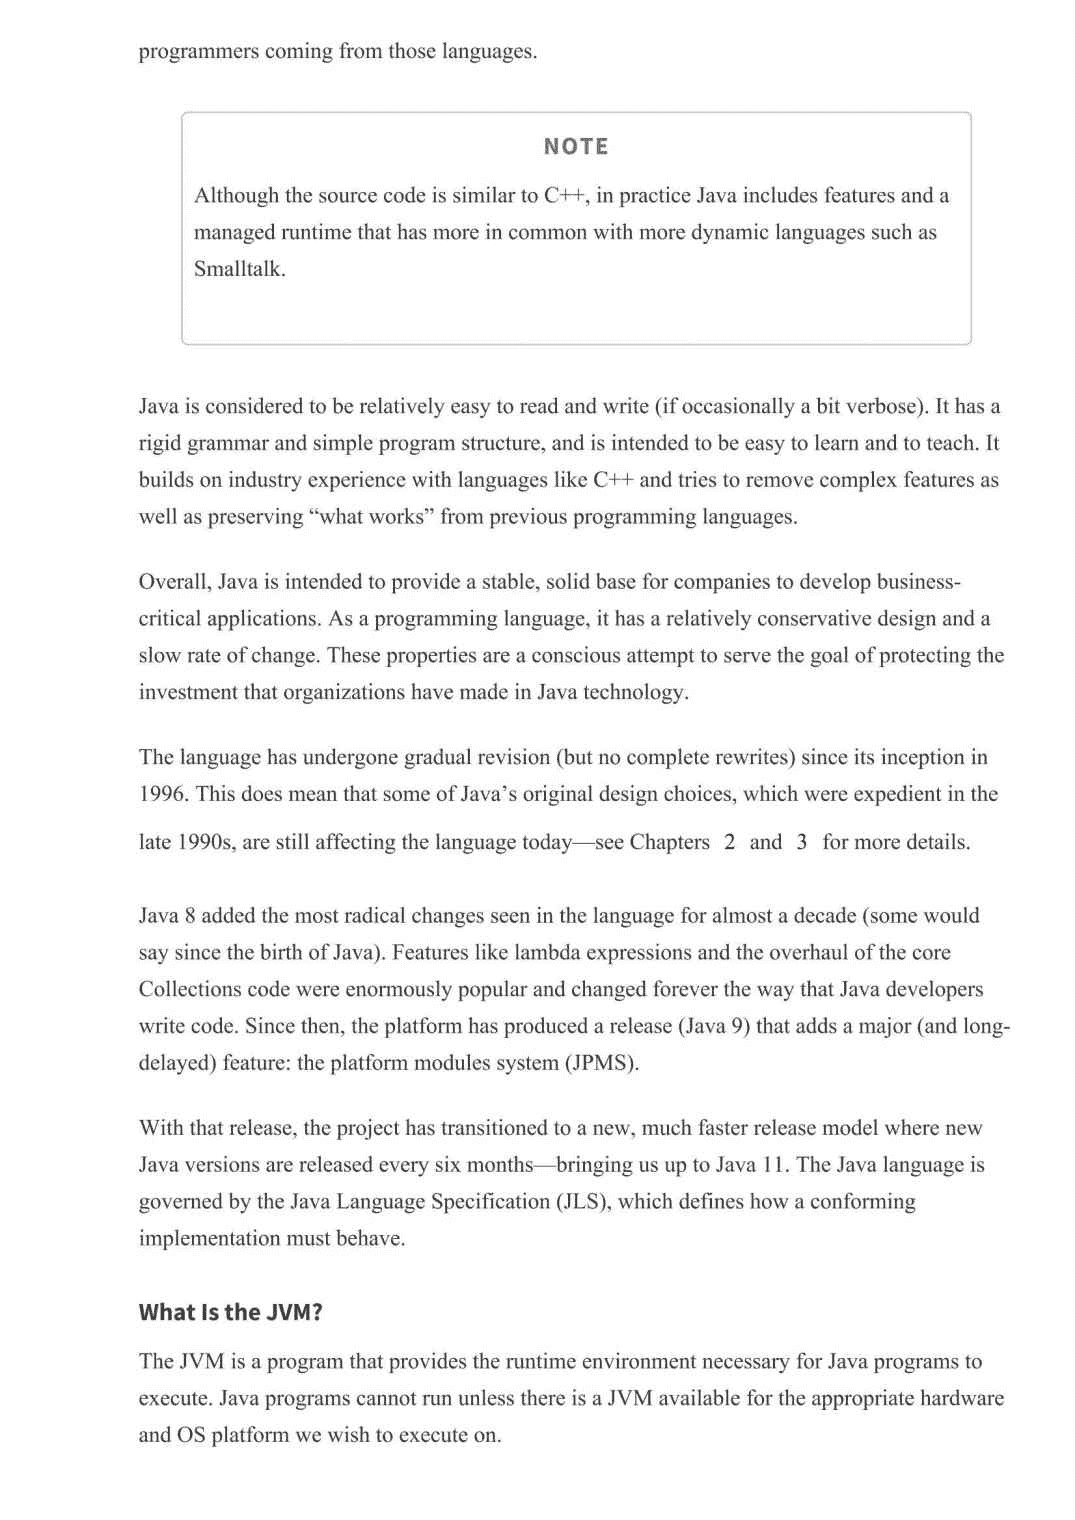 programmers coming from those languages.
NOTE
Although the source code is similar to C++, in practice Java includes features and a
managed runtime that has more in common with more dynamic languages such as
Smalltalk.
Java is considered to be relatively easy to read and write (if occasionally a bit verbose). It has a
rigid grammar and simple program structure, and is intended to be easy to learn and to teach. It
builds on industry experience with languages like C++ and tries to remove complex features as
well as preserving “what works” from previous programming languages.
Overall, Java is intended to provide a stable, solid base for companies to develop business-
critical applications. As a programming language, it has a relatively conservative design and a
slow rate of change. These properties are a conscious attempt to serve the goal of protecting the
investment that organizations have made in Java technology.
The language has undergone gradual revision (but no complete rewrites) since its inception in
1996. This does mean that some of Java’s original design choices, which were expedient in the
late 1990s, are still affecting the language today—see Chapters 2 and 3 for more details.
Java 8 added the most radical changes seen in the language for almost a decade (some would
say since the birth of Java). Features like lambda expressions and the overhaul of the core
Collections code were enormously popular and changed forever the way that Java developers
write code. Since then, the platform has produced a release (Java 9) that adds a major (and long-
delayed) feature: the platform modules system (JPMS).
With that release, the project has transitioned to a new, much faster release model where new
Java versions are released every six months—bringing us up to Java 11. The Java language is
governed by the Java Language Specification (JLS), which defines how a conforming
implementation must behave.
What Is the JVM?
The JVM is a program that provides the runtime environment necessary for Java programs to
execute. Java programs cannot run unless there is a JVM available for the appropriate hardware
and OS platform we wish to execute on.